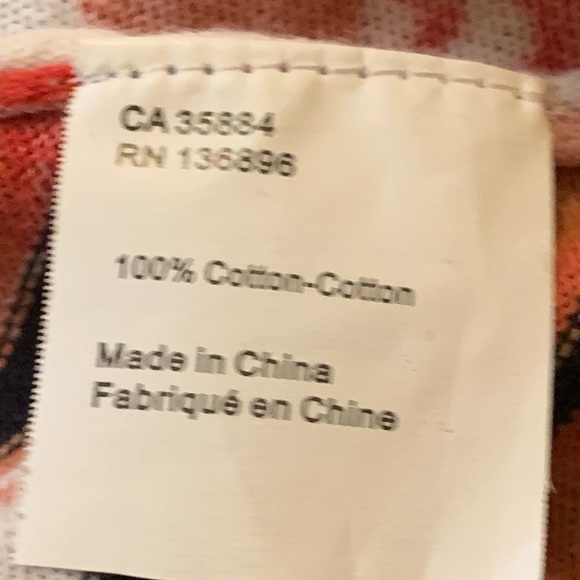 CA 35884
RN 136896
100% Cotton-Cotton
Made in China
Fabriqué en Chine